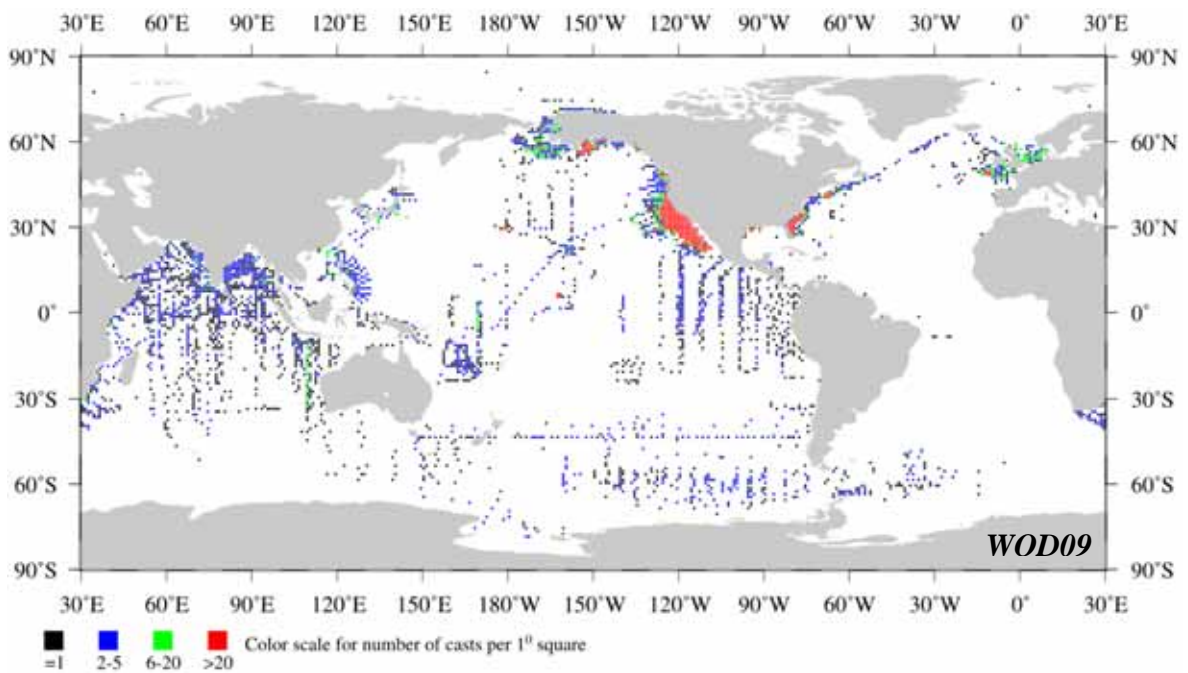 30˚E 60˚E 90˚E 120˚E 150˚E 180˚W 150˚W 120˚W 90˚W 60˚W 30˚W 0˚ 30˚E
90˚N 90˚N
60˚N 60˚N
30˚N 30˚N
0˚ 0˚
30˚S 30˚S
60˚S 60˚S
WOD09
90˚S 90˚S
30˚E 60˚E 90˚E 120˚E 150˚E 180˚W 150˚W 120˚W 90˚W 60˚W 30˚W 0˚ 30˚E
Color scale for number of casts per 1⁰ square
=1 2-5 6-20 >20